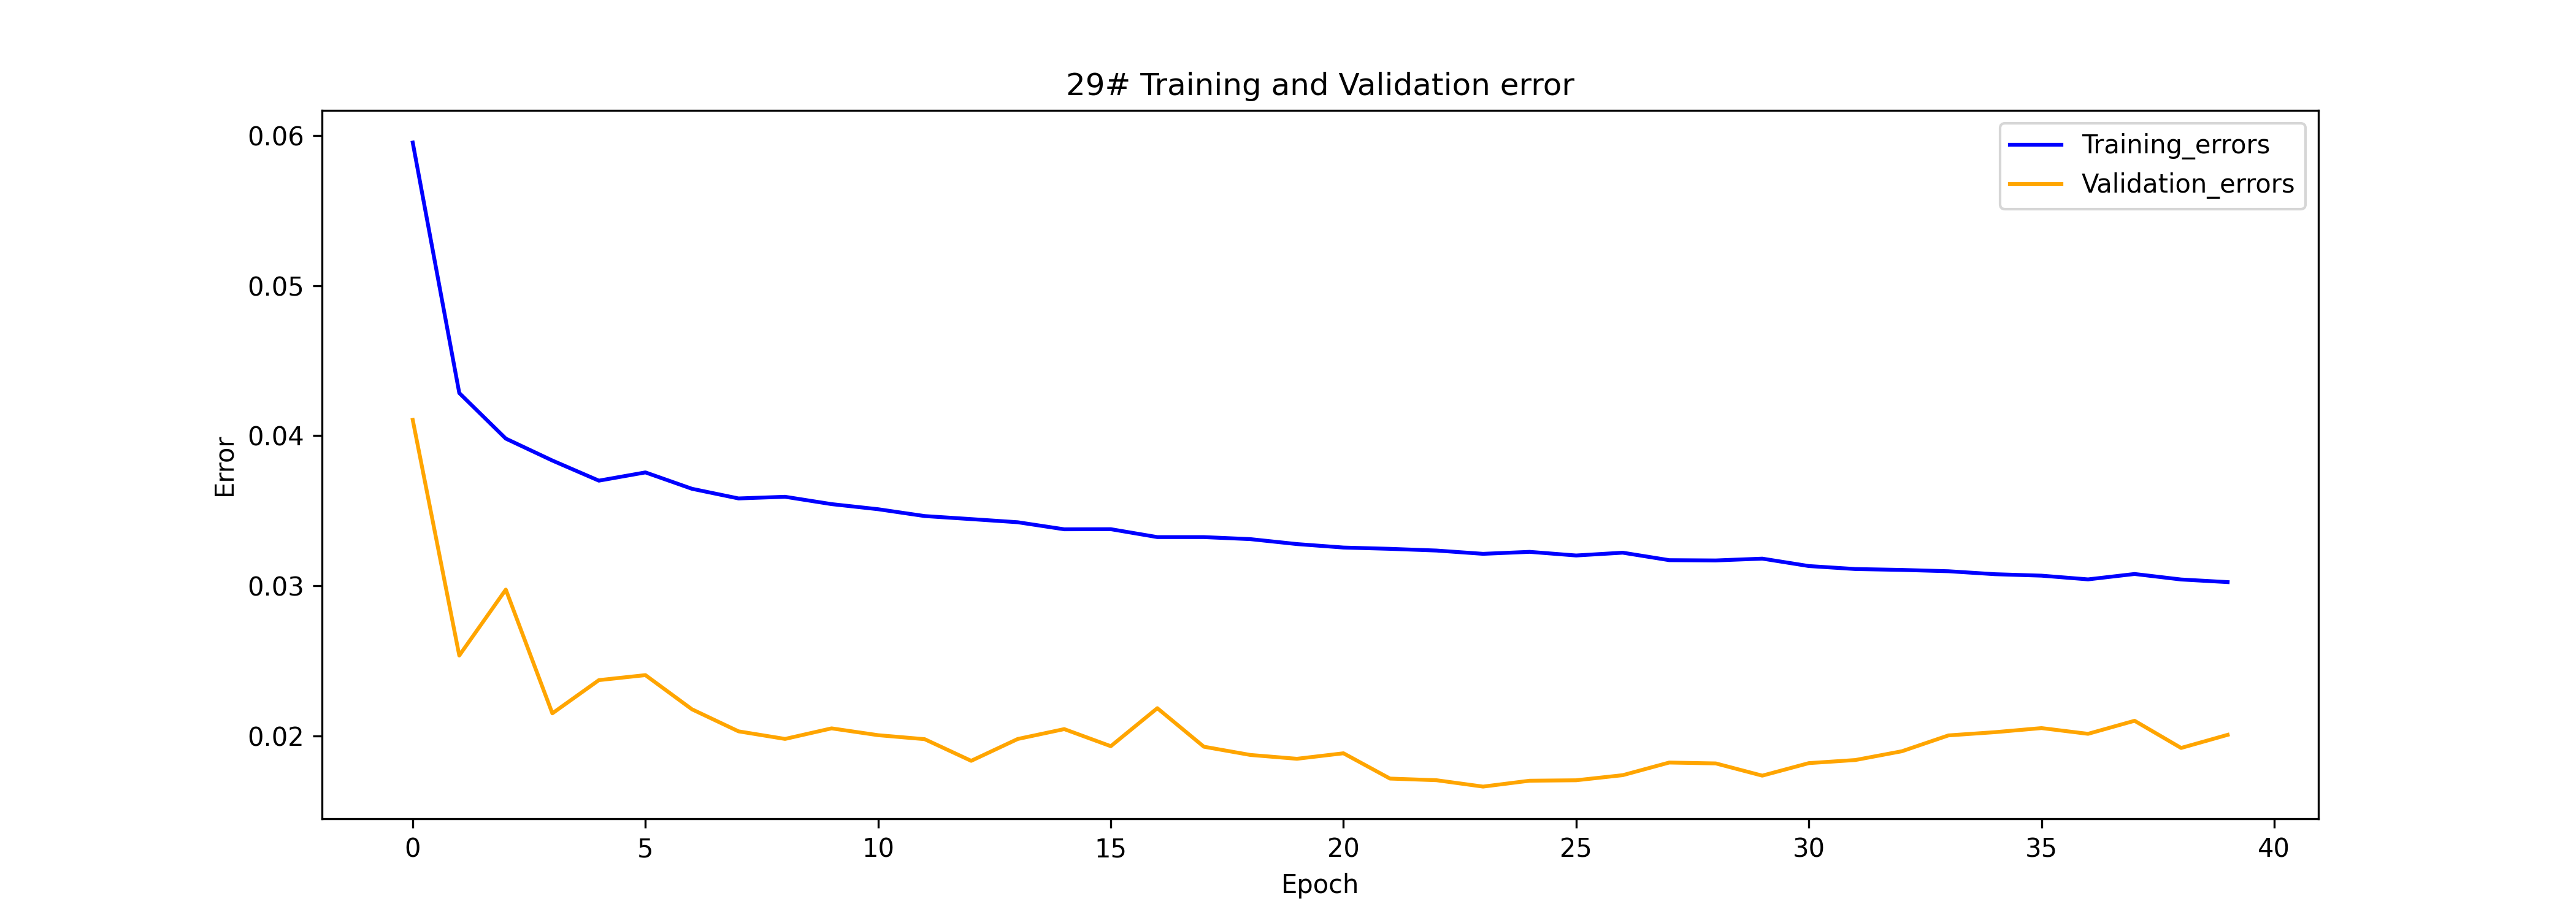 29# Training and Validation error
Training_errors
Validation_errors
Error
0.06
0.05
0.04
0.03
0.02
0 5 10 15 20 25 30 35 40
Epoch